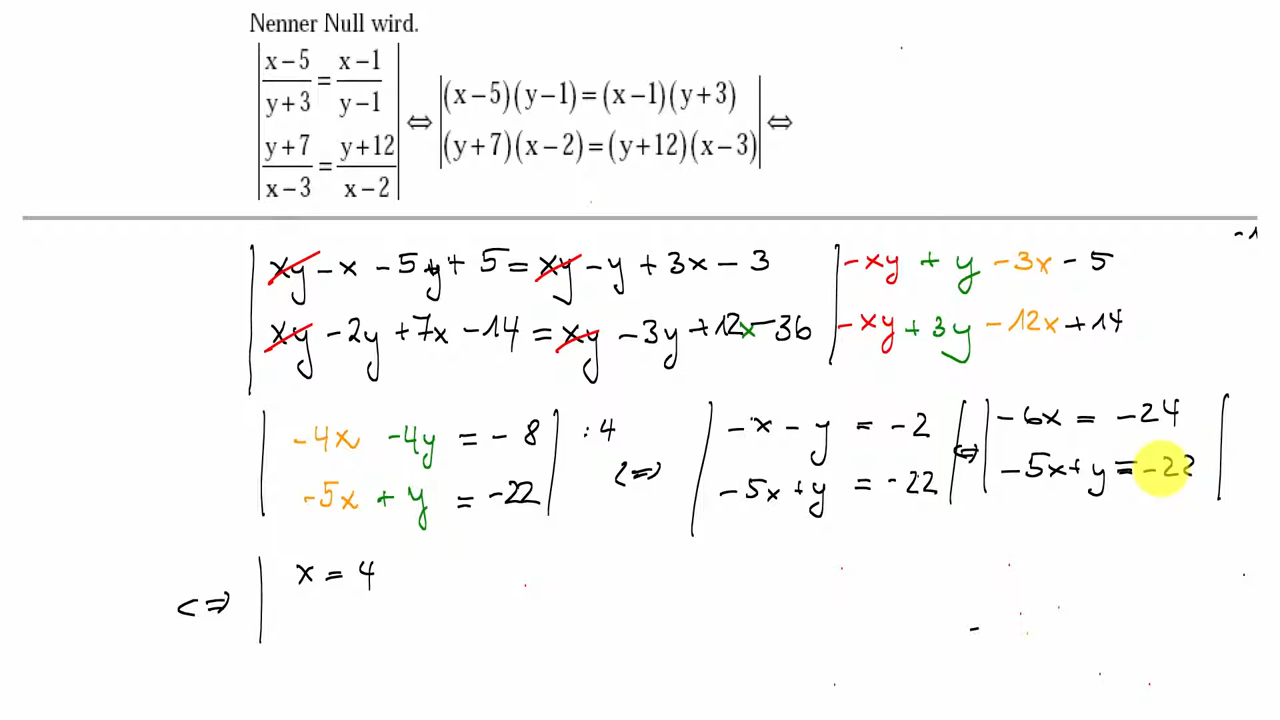 Nenner Null wird.
|(x−5)/(y+3) = (x−1)/(y−1)| ⇔ |(x−5)(y−1)=(x−1)(y+3)| ⇔
|(y+7)/(x−3) = (y+12)/(x−2)| |(y+7)(x−2)=(y+12)(x−3)|
-1
| xy - x - 5y + 5 = xy - y + 3x - 3 | -xy + y - 3x - 5
| xy - 2y + 7x - 14 = xy - 3y + 12x - 36 | -xy + 3y - 12x + 14
| -4x -4y = -8 | :4 <=> | -x - y = -2 | <=> | -6x = -24 |
| -5x + y = -22 | | -5x + y = -22 | | -5x + y = -22 |
<=> | x = 4